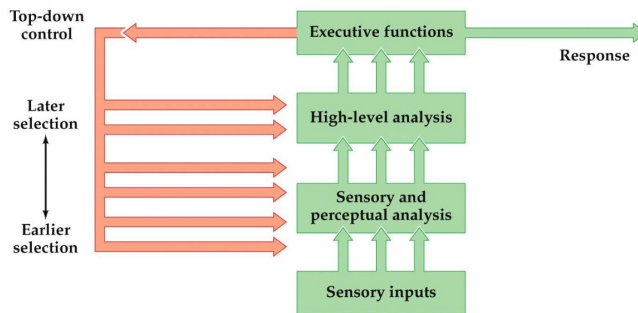 Top-down
control
Executive functions
Response
Later
selection
High-level analysis
Sensory and
perceptual analysis
Earlier
selection
Sensory inputs